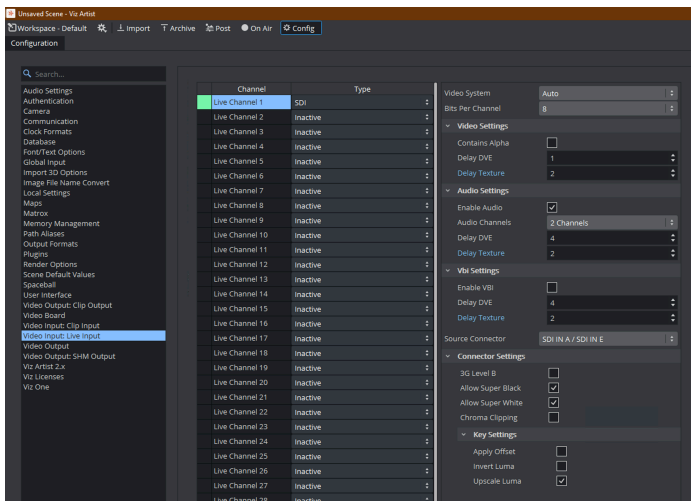 Unsaved Scene - Viz Artist
Workspace - Default Import Archive Post On Air Config
Configuration
Search...
Audio Settings
Authentication
Camera
Communication
Clock Formats
Database
Font/Text Options
Global Input
Import 3D Options
Image File Name Convert
Local Settings
Maps
Matrox
Memory Management
Path Aliases
Output Formats
Plugins
Render Options
Scene Default Values
Spaceball
User Interface
Video Output: Clip Output
Video Board
Video Input: Clip Input
Video Input: Live Input
Video Output
Video Output: SHM Output
Viz Artist 2.x
Viz Licenses
Viz One
Channel Type
Live Channel 1 SDI
Live Channel 2 Inactive
Live Channel 3 Inactive
Live Channel 4 Inactive
Live Channel 5 Inactive
Live Channel 6 Inactive
Live Channel 7 Inactive
Live Channel 8 Inactive
Live Channel 9 Inactive
Live Channel 10 Inactive
Live Channel 11 Inactive
Live Channel 12 Inactive
Live Channel 13 Inactive
Live Channel 14 Inactive
Live Channel 15 Inactive
Live Channel 16 Inactive
Live Channel 17 Inactive
Live Channel 18 Inactive
Live Channel 19 Inactive
Live Channel 20 Inactive
Live Channel 21 Inactive
Live Channel 22 Inactive
Live Channel 23 Inactive
Live Channel 24 Inactive
Live Channel 25 Inactive
Live Channel 26 Inactive
Live Channel 27 Inactive
Live Channel 28 Inactive
Video System Auto
Bits Per Channel 8
Video Settings
Contains Alpha
Delay DVE 1
Delay Texture 2
Audio Settings
Enable Audio
Audio Channels 2 Channels
Delay DVE 4
Delay Texture 2
Vbi Settings
Enable VBI
Delay DVE 4
Delay Texture 2
Source Connector SDI IN A / SDI IN E
Connector Settings
3G Level B
Allow Super Black
Allow Super White
Chroma Clipping
Key Settings
Apply Offset
Invert Luma
Upscale Luma